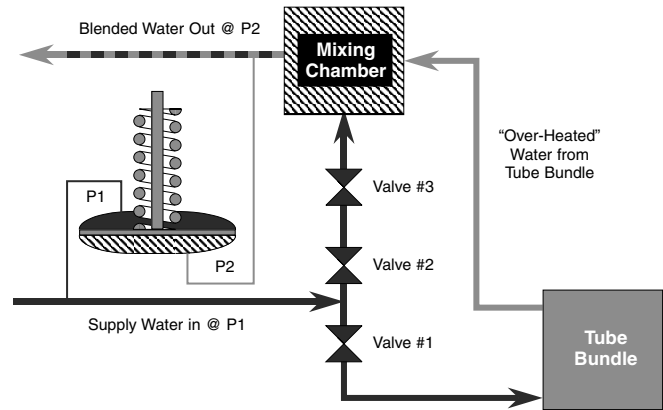 Blended Water Out @ P2
Mixing
Chamber
“Over-Heated”
Water from
Tube Bundle
P1
Valve #3
P2
Valve #2
Supply Water in @ P1
Valve #1
Tube
Bundle